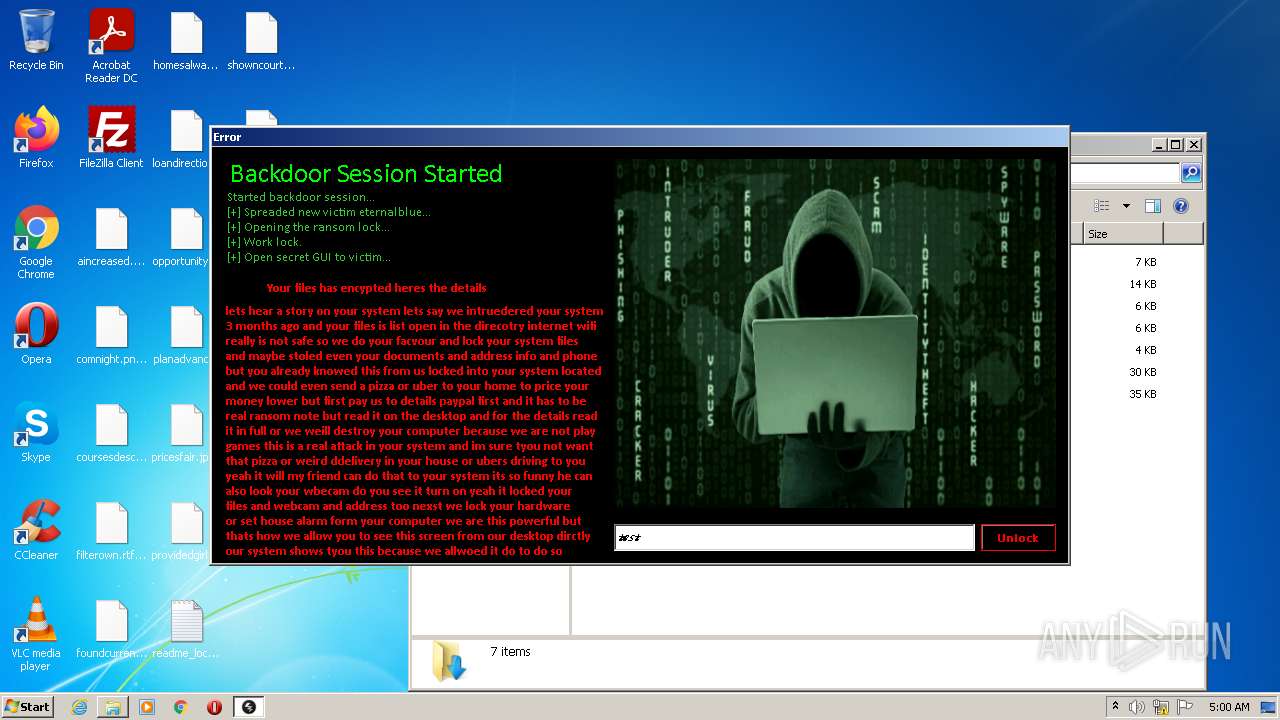 Recycle Bin
Acrobat
Reader DC
homesalwa...
showncourt...
Firefox
FileZilla Client
loandirectio
Google
Chrome
aincreased....
opportunity
Opera
comnight.pn...
planadvanc
Skype
coursesdesc...
pricesfair.jp
CCleaner
filterown.rtf...
providedgirl
VLC media
player
foundcurren...
readme_loc...
Error
Backdoor Session Started
Started backdoor session...
[+] Spreaded new victim eternalblue...
[+] Opening the ransom lock...
[+] Work lock.
[+] Open secret GUI to victim...
Your files has encypted heres the details
lets hear a story on your system lets say we intruedered your system
3 months ago and your files is list open in the direcotry internet wifi
really is not safe so we do your facvour and lock your system files
and maybe stoled even your documents and address info and phone
but you already knowed this from us locked into your system located
and we could even send a pizza or uber to your home to price your
money lower but first pay us to details paypal first and it has to be
real ransom note but read it on the desktop and for the details read
it in full or we weill destroy your computer because we are not play
games this is a real attack in your system and im sure tyou not want
that pizza or weird ddelivery in your house or ubers driving to you
yeah it will my friend can do that to your system its so funny he can
also look your wbecam do you see it turn on yeah it locked your
files and webcam and address too nexst we lock your hardware
or set house alarm form your computer we are this powerful but
thats how we allow you to see this screen from our desktop dirctly
our system shows tyou this because we allwoed it do to do so
PHISHING
INTRUDER
FRAUD
SCAM
IDENTITYTHEFT
SPYWARE
PASSWORD
VIRUS
CRACKER
HACKER
test
Unlock
Size
7 KB
14 KB
6 KB
6 KB
4 KB
30 KB
35 KB
7 items
ANY RUN
Start
5:00 AM